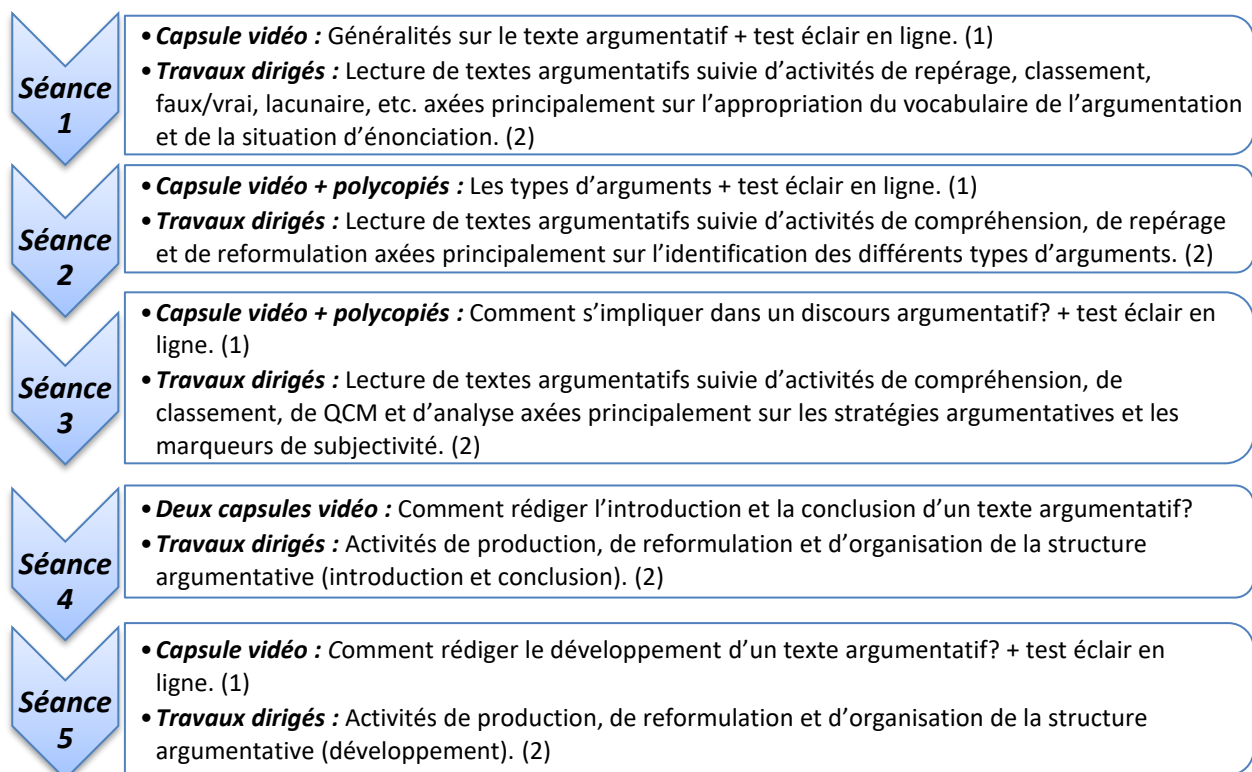 Séance
1
• Capsule vidéo : Généralités sur le texte argumentatif + test éclair en ligne. (1)
• Travaux dirigés : Lecture de textes argumentatifs suivie d’activités de repérage, classement,
faux/vrai, lacunaire, etc. axées principalement sur l’appropriation du vocabulaire de l’argumentation
et de la situation d’énonciation. (2)
Séance
2
• Capsule vidéo + polycopiés : Les types d’arguments + test éclair en ligne. (1)
• Travaux dirigés : Lecture de textes argumentatifs suivie d’activités de compréhension, de repérage
et de reformulation axées principalement sur l’identification des différents types d’arguments. (2)
Séance
3
• Capsule vidéo + polycopiés : Comment s’impliquer dans un discours argumentatif? + test éclair en
ligne. (1)
• Travaux dirigés : Lecture de textes argumentatifs suivie d’activités de compréhension, de
classement, de QCM et d’analyse axées principalement sur les stratégies argumentatives et les
marqueurs de subjectivité. (2)
Séance
4
• Deux capsules vidéo : Comment rédiger l’introduction et la conclusion d’un texte argumentatif?
• Travaux dirigés : Activités de production, de reformulation et d’organisation de la structure
argumentative (introduction et conclusion). (2)
Séance
5
• Capsule vidéo : Comment rédiger le développement d’un texte argumentatif? + test éclair en
ligne. (1)
• Travaux dirigés : Activités de production, de reformulation et d’organisation de la structure
argumentative (développement). (2)